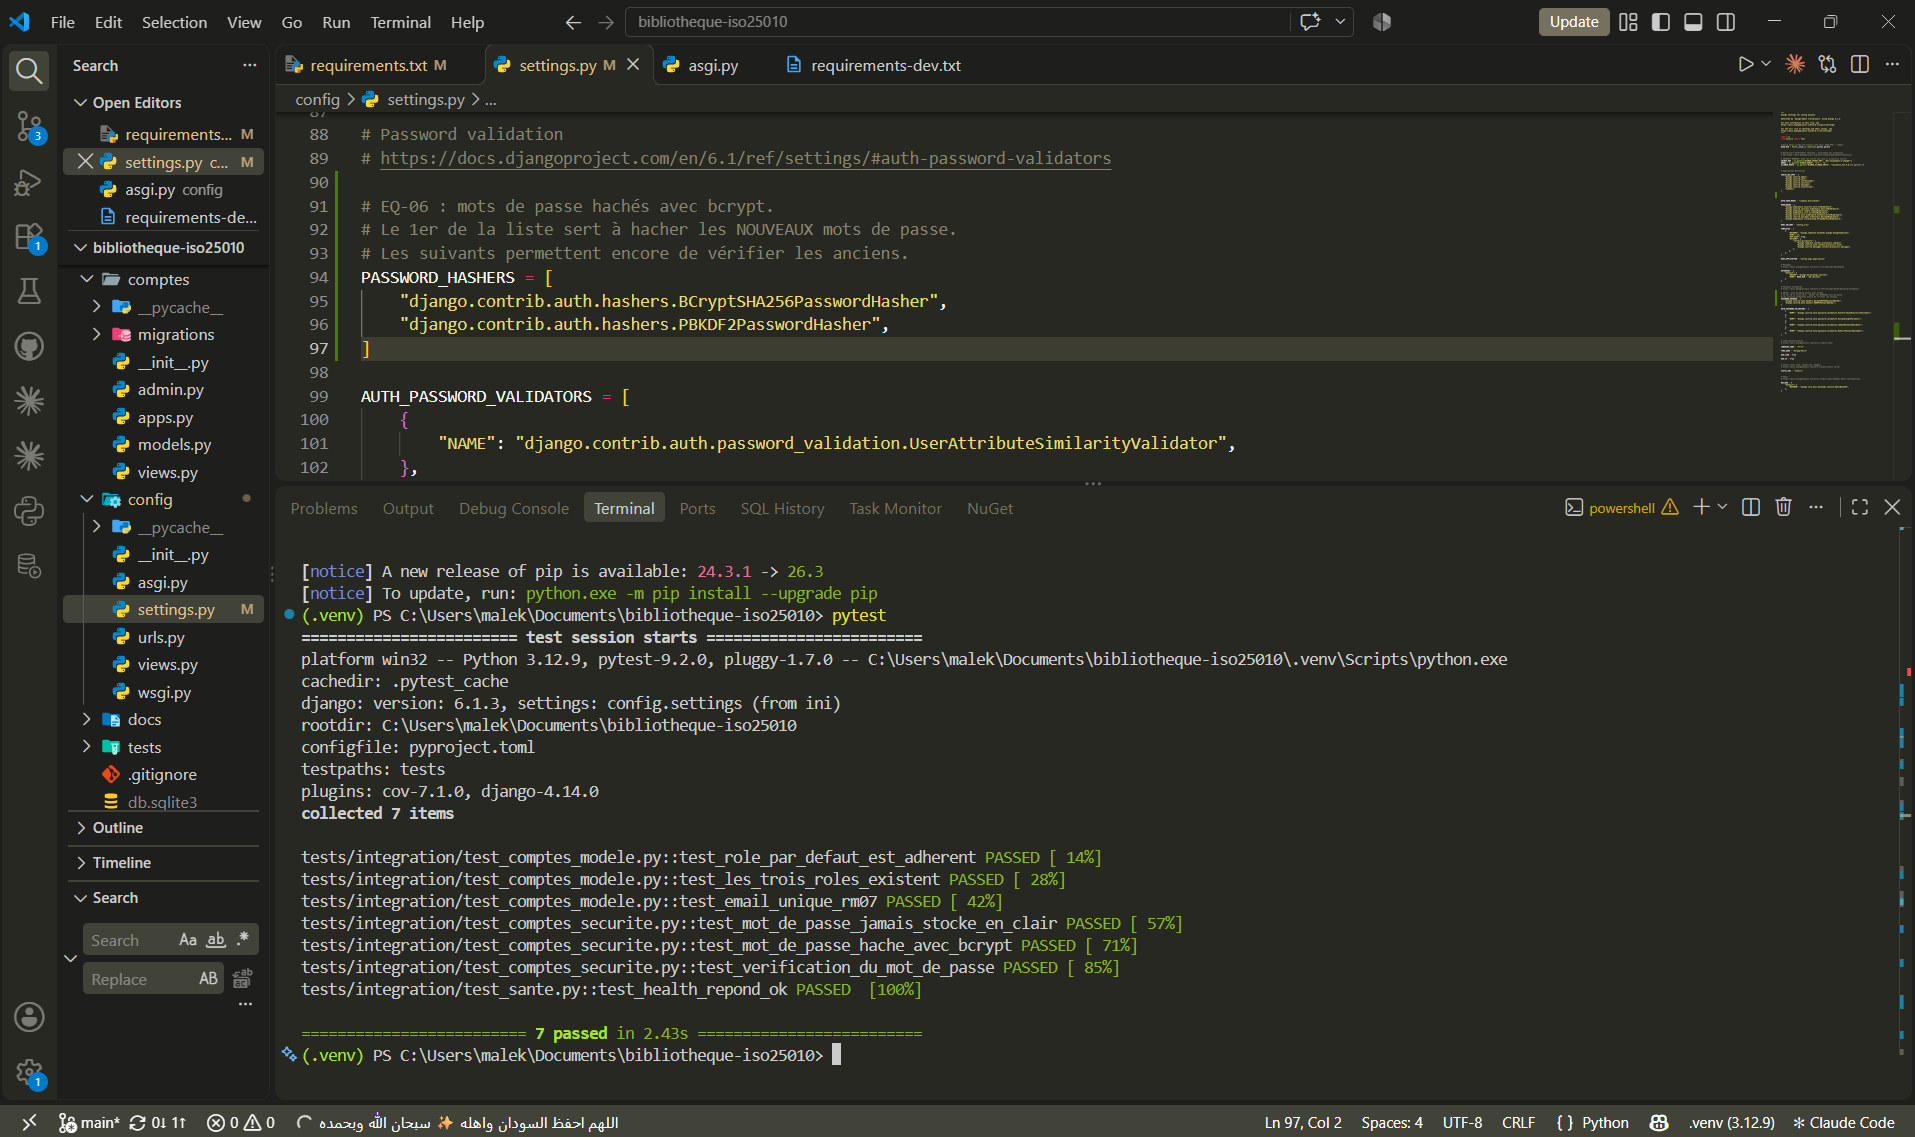 File Edit Selection View Go Run Terminal Help
bibliotheque-iso25010
Update
Search
Open Editors
requirements... M
settings.py c... M
asgi.py config
requirements-de...
bibliotheque-iso25010
comptes
__pycache__
migrations
__init__.py
admin.py
apps.py
models.py
views.py
config
__pycache__
__init__.py
asgi.py
settings.py M
urls.py
views.py
wsgi.py
docs
tests
.gitignore
db.sqlite3
Outline
Timeline
Search
Search Aa ab .*
Replace AB
3
1
1
requirements.txt M
settings.py M
asgi.py
requirements-dev.txt
config > settings.py > ...
87
88 # Password validation
89 # https://docs.djangoproject.com/en/6.1/ref/settings/#auth-password-validators
90
91 # EQ-06 : mots de passe hachés avec bcrypt.
92 # Le 1er de la liste sert à hacher les NOUVEAUX mots de passe.
93 # Les suivants permettent encore de vérifier les anciens.
94 PASSWORD_HASHERS = [
95 "django.contrib.auth.hashers.BCryptSHA256PasswordHasher",
96 "django.contrib.auth.hashers.PBKDF2PasswordHasher",
97 ]
98
99 AUTH_PASSWORD_VALIDATORS = [
100 {
101 "NAME": "django.contrib.auth.password_validation.UserAttributeSimilarityValidator",
102 },
Problems Output Debug Console Terminal Ports SQL History Task Monitor NuGet
powershell
[notice] A new release of pip is available: 24.3.1 -> 26.3
[notice] To update, run: python.exe -m pip install --upgrade pip
(.venv) PS C:\Users\malek\Documents\bibliotheque-iso25010> pytest
======================== test session starts ========================
platform win32 -- Python 3.12.9, pytest-9.2.0, pluggy-1.7.0 -- C:\Users\malek\Documents\bibliotheque-iso25010\.venv\Scripts\python.exe
cachedir: .pytest_cache
django: version: 6.1.3, settings: config.settings (from ini)
rootdir: C:\Users\malek\Documents\bibliotheque-iso25010
configfile: pyproject.toml
testpaths: tests
plugins: cov-7.1.0, django-4.14.0
collected 7 items
tests/integration/test_comptes_modele.py::test_role_par_defaut_est_adherent PASSED [ 14%]
tests/integration/test_comptes_modele.py::test_les_trois_roles_existent PASSED [ 28%]
tests/integration/test_comptes_modele.py::test_email_unique_rm07 PASSED [ 42%]
tests/integration/test_comptes_securite.py::test_mot_de_passe_jamais_stocke_en_clair PASSED [ 57%]
tests/integration/test_comptes_securite.py::test_mot_de_passe_hache_avec_bcrypt PASSED [ 71%]
tests/integration/test_comptes_securite.py::test_verification_du_mot_de_passe PASSED [ 85%]
tests/integration/test_sante.py::test_health_repond_ok PASSED [100%]
========================= 7 passed in 2.43s =========================
(.venv) PS C:\Users\malek\Documents\bibliotheque-iso25010>
main* 0↓ 1↑ 0 0 اللهم احفظ السودان واهله ✨ سبحان الله وبحمده Ln 97, Col 2 Spaces: 4 UTF-8 CRLF { } Python .venv (3.12.9) Claude Code